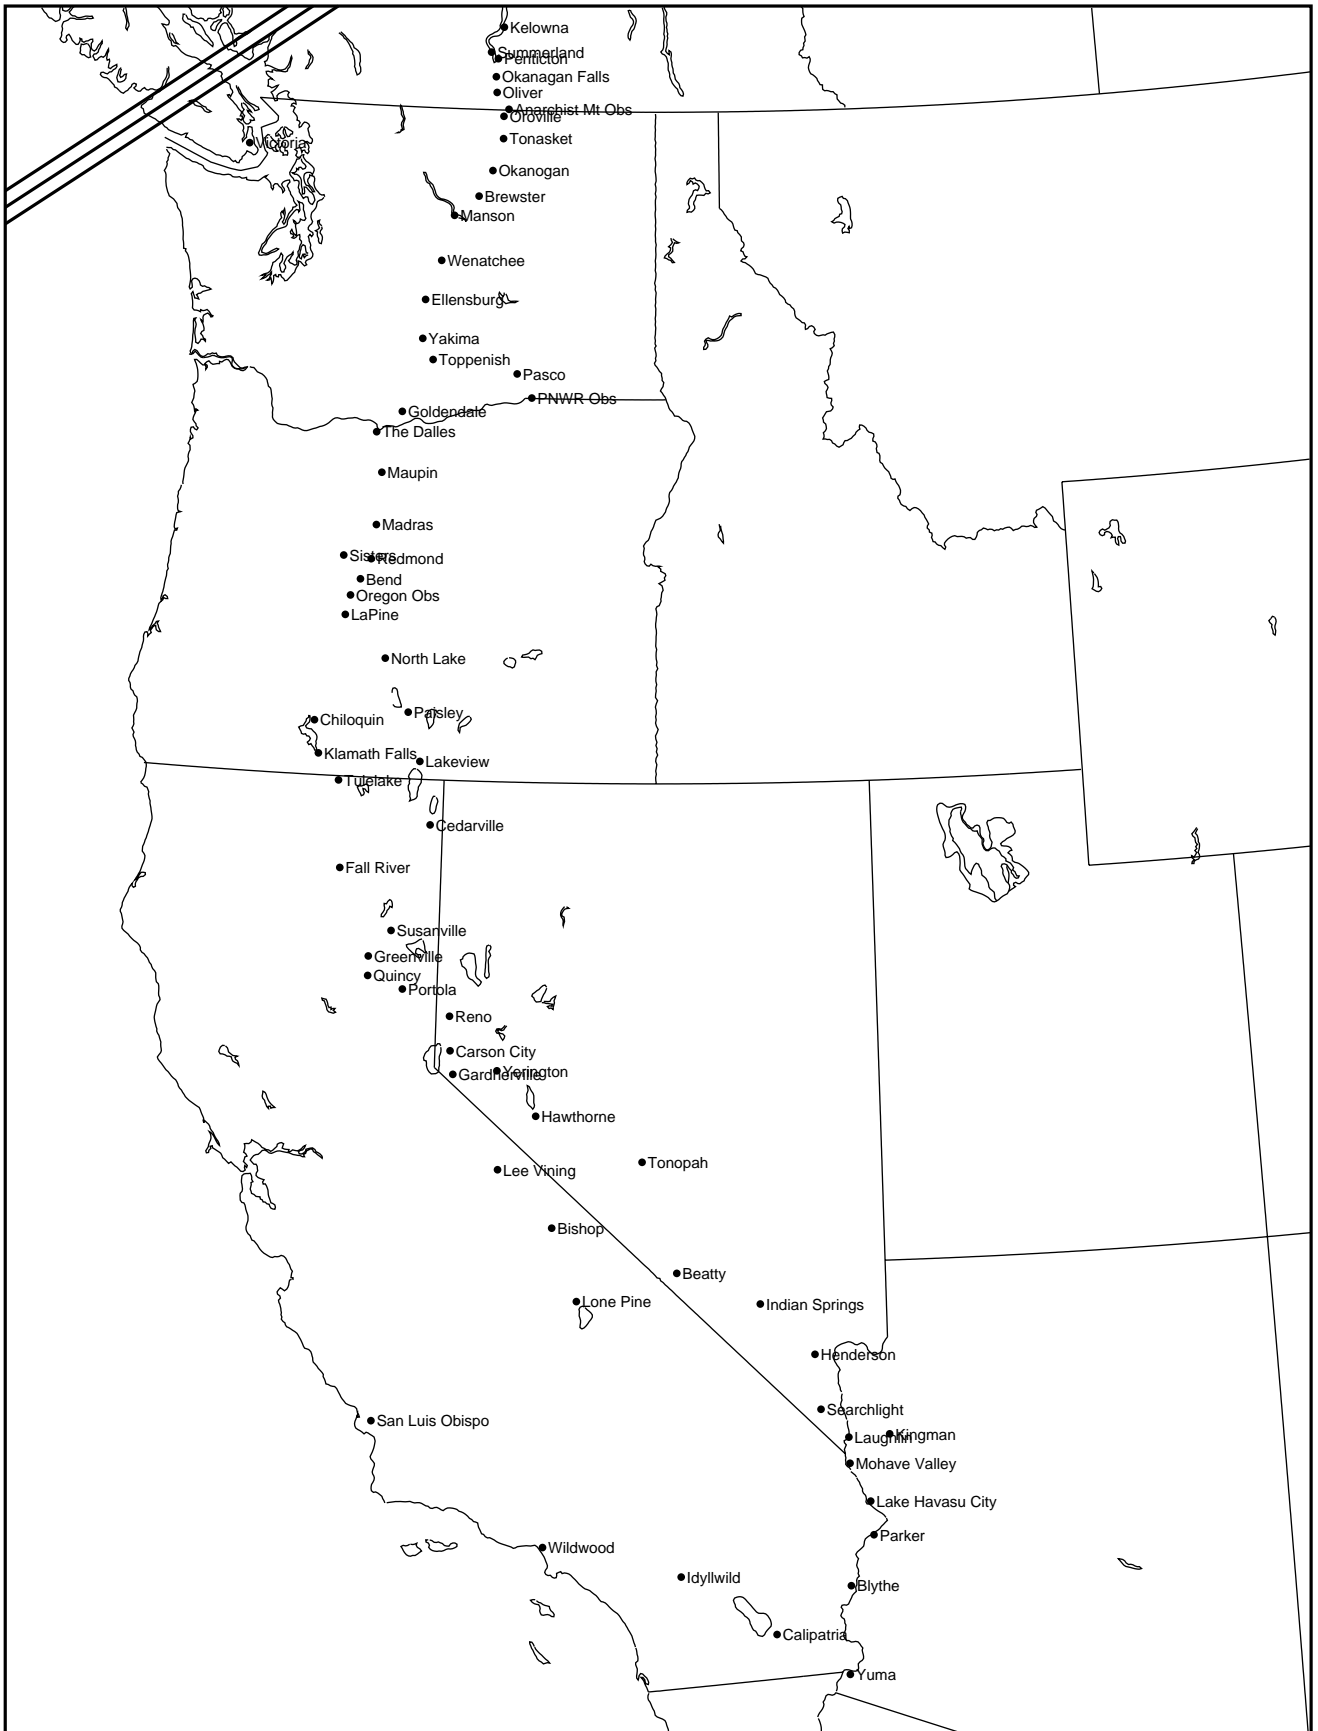 Kelowna
Summerland
Penticton
Okanagan Falls
Oliver
Anarchist Mt Obs
Oroville
Tonasket
Victoria
Okanogan
Brewster
Manson
Wenatchee
Ellensburg
Yakima
Toppenish
Pasco
PNWR Obs
Goldendale
The Dalles
Maupin
Madras
Sisters
Redmond
Bend
Oregon Obs
LaPine
North Lake
Paisley
Chiloquin
Klamath Falls
Lakeview
Tulelake
Cedarville
Fall River
Susanville
Greenville
Quincy
Portola
Reno
Carson City
Yerington
Gardnerville
Hawthorne
Tonopah
Lee Vining
Bishop
Beatty
Lone Pine
Indian Springs
Henderson
Searchlight
San Luis Obispo
Kingman
Laughlin
Mohave Valley
Lake Havasu City
Parker
Wildwood
Idyllwild
Blythe
Calipatria
Yuma